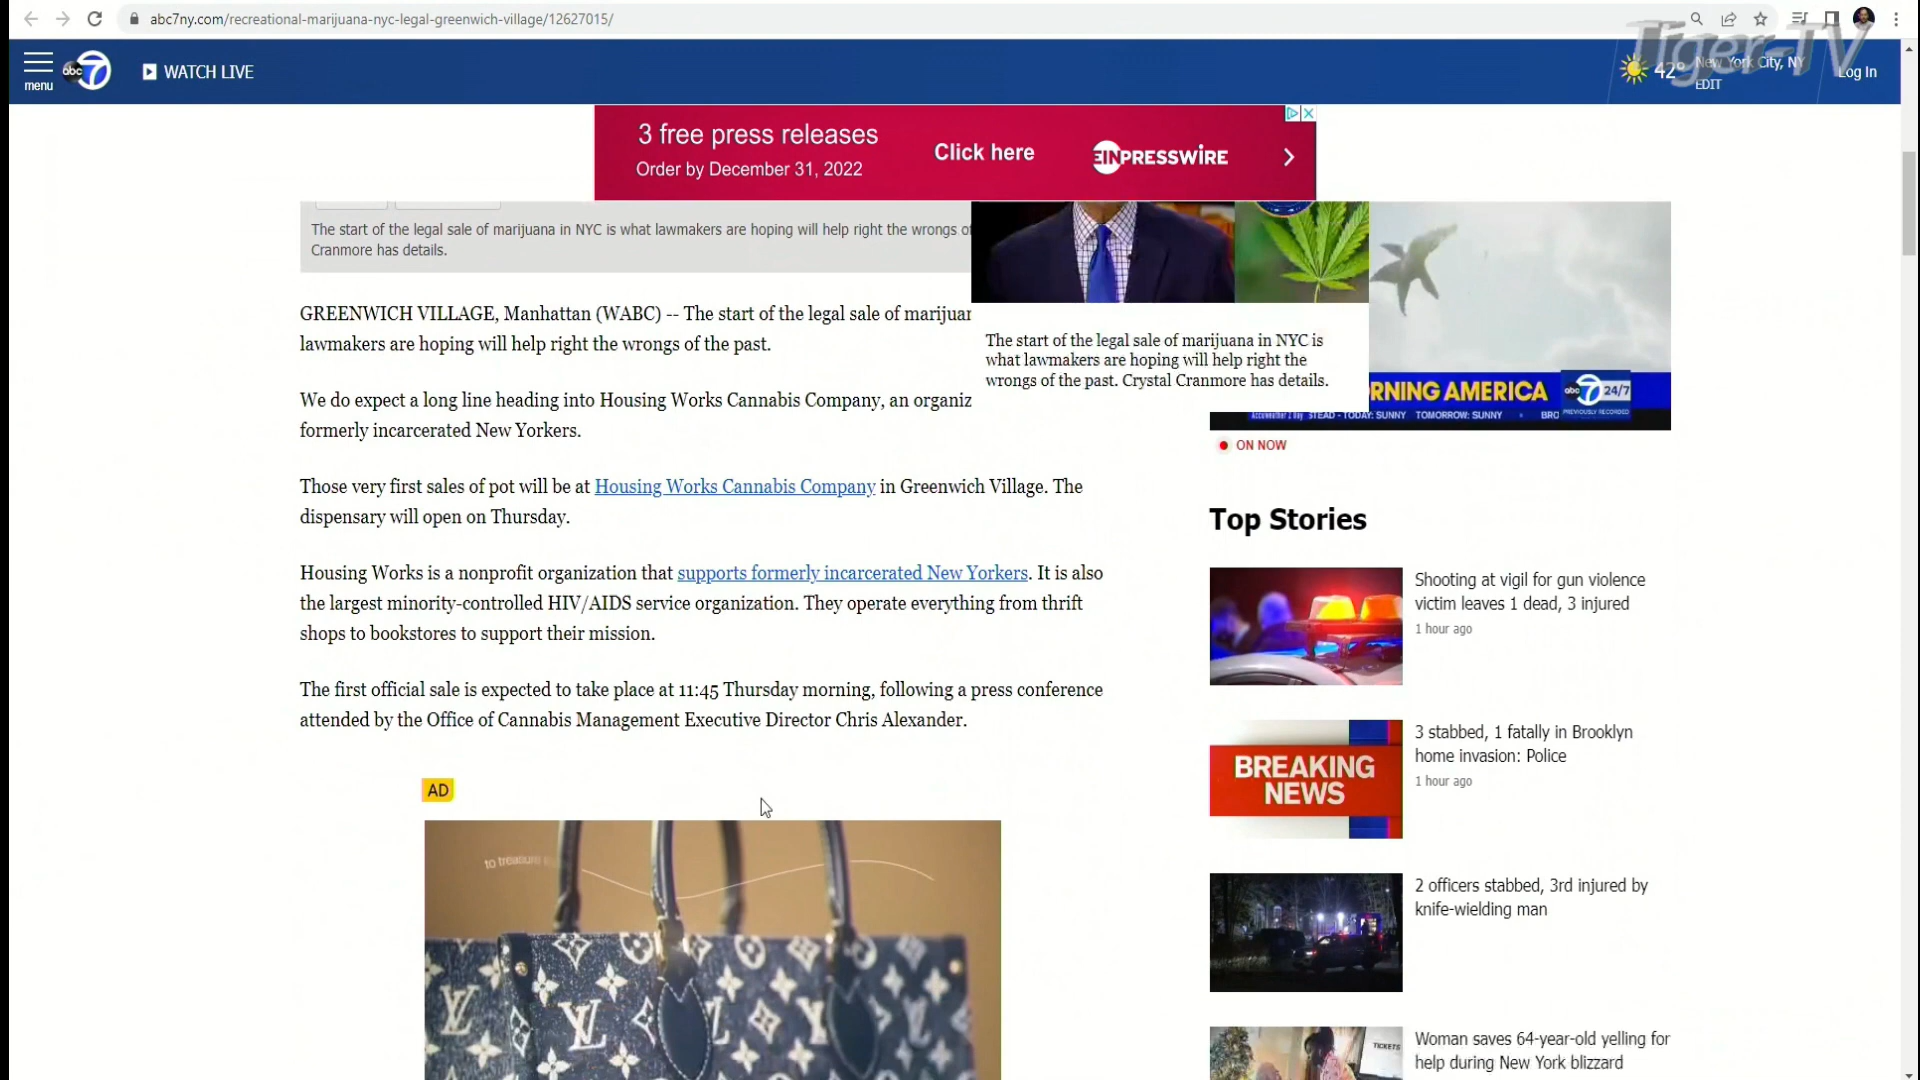 abc7ny.com/recreational-marijuana-nyc-legal-greenwich-village/12627015/
menu
abc 7
WATCH LIVE
Tiger-TV
42°
New York City, NY
EDIT
Log In
3 free press releases
Order by December 31, 2022
Click here
EINPRESSWIRE
The start of the legal sale of marijuana in NYC is what lawmakers are hoping will help right the wrongs
Cranmore has details.
GREENWICH VILLAGE, Manhattan (WABC) -- The start of the legal sale of
lawmakers are hoping will help right the wrongs of the past.
We do expect a long line heading into Housing Works Cannabis Company, an
formerly incarcerated New Yorkers.
Those very first sales of pot will be at Housing Works Cannabis Company in Greenwich Village. The
dispensary will open on Thursday.
Housing Works is a nonprofit organization that supports formerly incarcerated New Yorkers. It is also
the largest minority-controlled HIV/AIDS service organization. They operate everything from thrift
shops to bookstores to support their mission.
The first official sale is expected to take place at 11:45 Thursday morning, following a press conference
attended by the Office of Cannabis Management Executive Director Chris Alexander.
AD
to treasure
LV
The start of the legal sale of marijuana in NYC is
what lawmakers are hoping will help right the
wrongs of the past. Crystal Cranmore has details.
RNING AMERICA
abc 7 24/7
PREVIOUSLY RECORDED
STEAD - TODAY: SUNNY TOMORROW: SUNNY BRO
ON NOW
Top Stories
Shooting at vigil for gun violence
victim leaves 1 dead, 3 injured
1 hour ago
BREAKING
NEWS
3 stabbed, 1 fatally in Brooklyn
home invasion: Police
1 hour ago
2 officers stabbed, 3rd injured by
knife-wielding man
TICKETS
Woman saves 64-year-old yelling for
help during New York blizzard